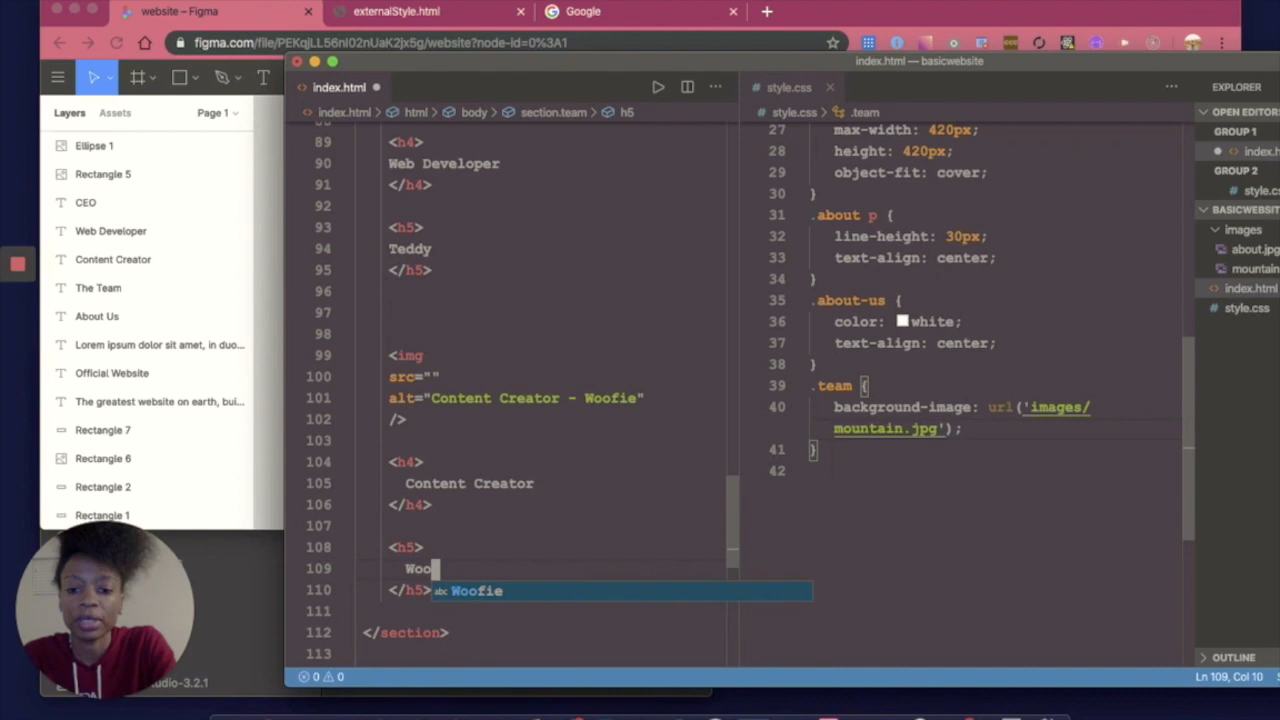 website – Figma
externalStyle.html
Google
figma.com/file/PEKqjLL56nI02nUaK2jx5g/website?node-id=0%3A1
index.html — basicwebsite
Layers
Assets
Page 1
Ellipse 1
Rectangle 5
CEO
Web Developer
Content Creator
The Team
About Us
Lorem ipsum dolor sit amet, in duo...
Official Website
The greatest website on earth, bui...
Rectangle 7
Rectangle 6
Rectangle 2
Rectangle 1
tudio-3.2.1
index.html
index.html > html > body > section.team > h5
89 <h4>
90 Web Developer
91 </h4>
92
93 <h5>
94 Teddy
95 </h5>
96
97
98
99 <img
100 src=""
101 alt="Content Creator - Woofie"
102 />
103
104 <h4>
105 Content Creator
106 </h4>
107
108 <h5>
109 Woo
110 </h5>
abc Woofie
111
112 </section>
113
style.css
style.css > .team
27 max-width: 420px;
28 height: 420px;
29 object-fit: cover;
30 }
31 .about p {
32 line-height: 30px;
33 text-align: center;
34 }
35 .about-us {
36 color: white;
37 text-align: center;
38 }
39 .team {
40 background-image: url('images/
mountain.jpg');
41 }
42
EXPLORER
OPEN EDITORS
GROUP 1
index.h
GROUP 2
style.cs
BASICWEBSIT
images
about.jpg
mountain
index.html
style.css
OUTLINE
0 0
Ln 109, Col 10